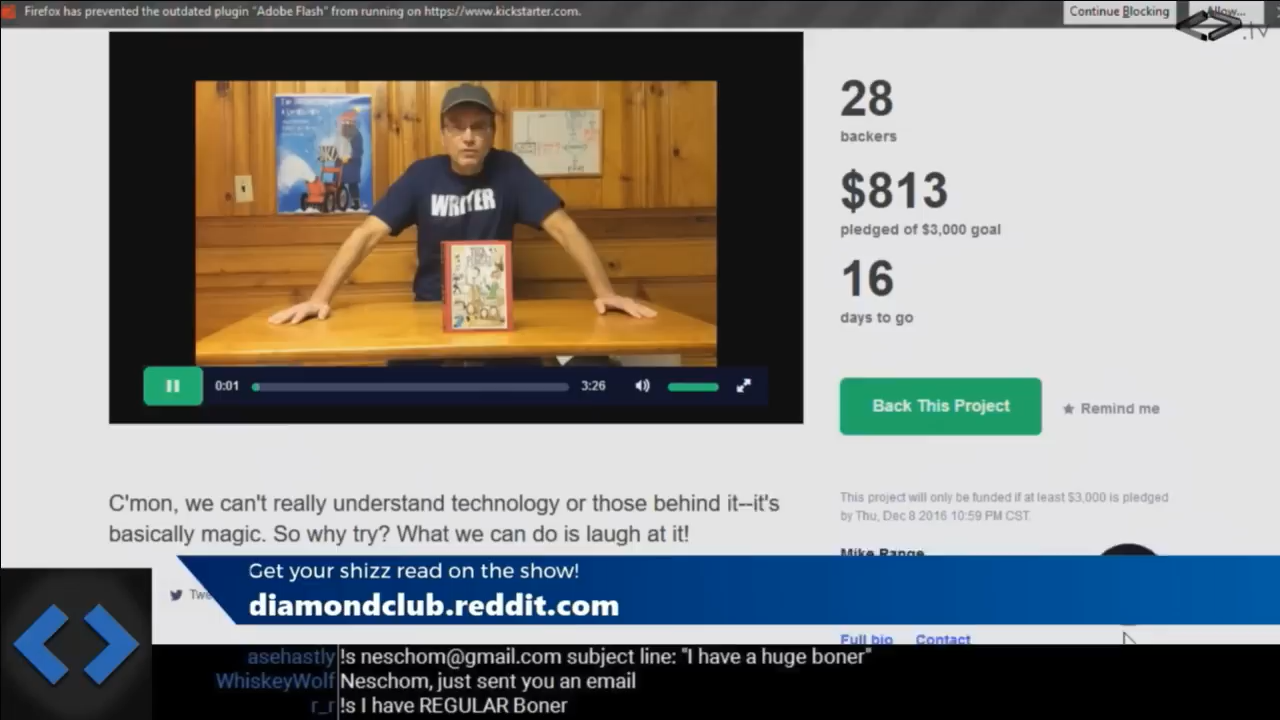 Firefox has prevented the outdated plugin "Adobe Flash" from running on https://www.kickstarter.com.
Continue Blocking
Allow...
.tv
WRITER
28
backers
$813
pledged of $3,000 goal
16
days to go
0:01
3:26
Back This Project
★ Remind me
C'mon, we can't really understand technology or those behind it--it's
basically magic. So why try? What we can do is laugh at it!
This project will only be funded if at least $3,000 is pledged
by Thu, Dec 8 2016 10:59 PM CST.
Mike Range
Get your shizz read on the show!
diamondclub.reddit.com
Full bio
Contact
asehastly !s neschom@gmail.com subject line: "I have a huge boner"
WhiskeyWolf Neschom, just sent you an email
r_r !s I have REGULAR Boner